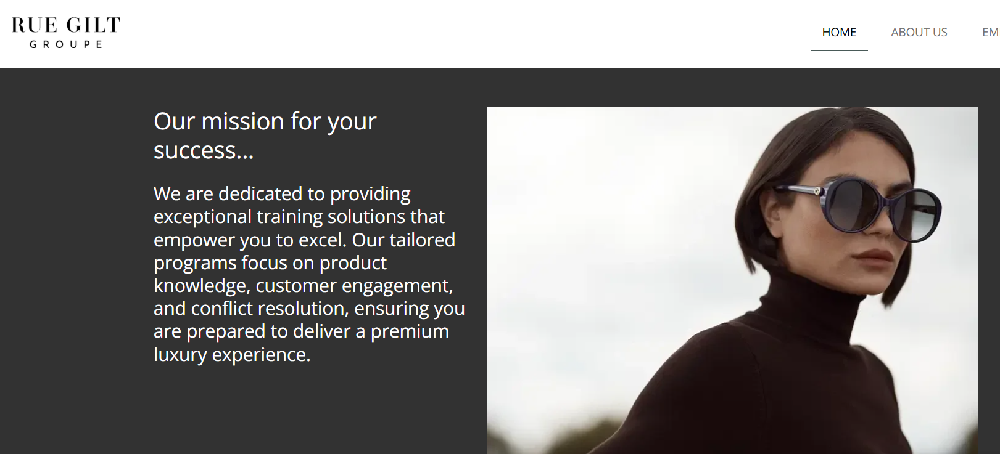 RUE GILT
GROUPE
HOME
ABOUT US
EM
Our mission for your
success...
We are dedicated to providing
exceptional training solutions that
empower you to excel. Our tailored
programs focus on product
knowledge, customer engagement,
and conflict resolution, ensuring you
are prepared to deliver a premium
luxury experience.